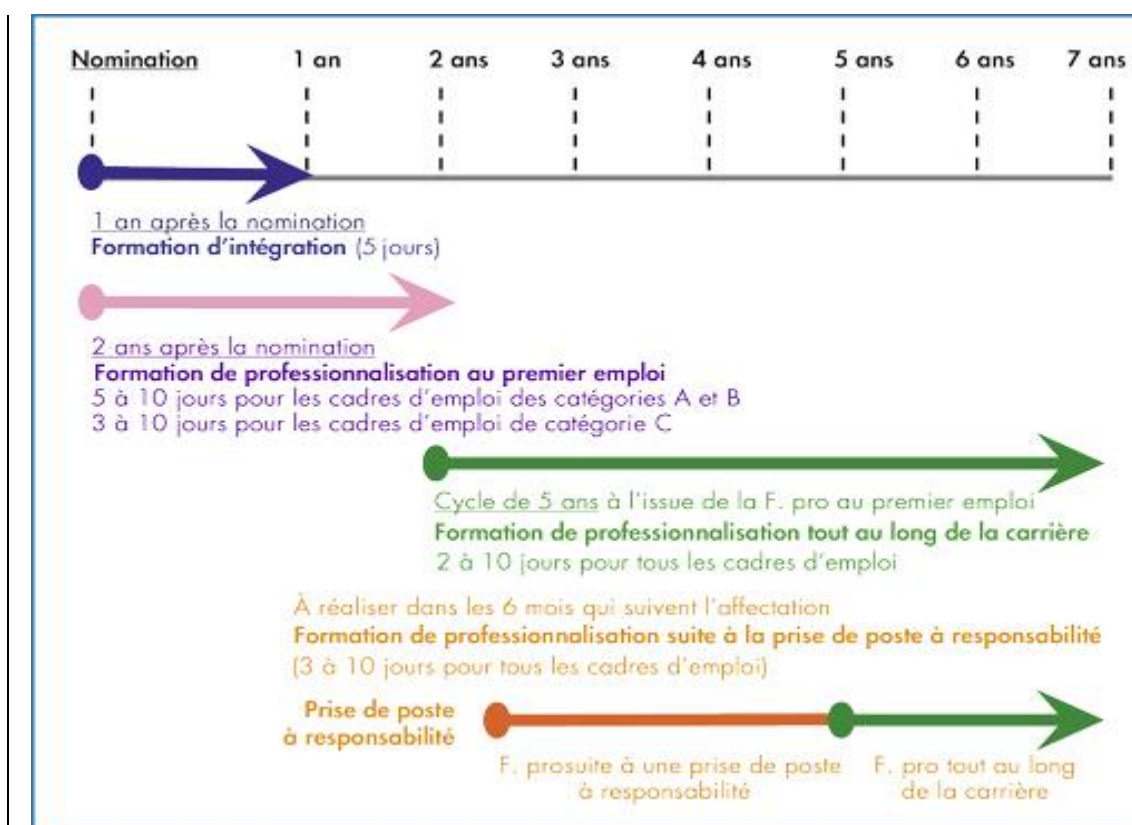 Nomination 1 an 2 ans 3 ans 4 ans 5 ans 6 ans 7 ans
1 an après la nomination
Formation d'intégration (5 jours)
2 ans après la nomination
Formation de professionnalisation au premier emploi
5 à 10 jours pour les cadres d'emploi des catégories A et B
3 à 10 jours pour les cadres d'emploi de catégorie C
Cycle de 5 ans à l'issue de la F. pro au premier emploi
Formation de professionnalisation tout au long de la carrière
2 à 10 jours pour tous les cadres d'emploi
À réaliser dans les 6 mois qui suivent l'affectation
Formation de professionnalisation suite à la prise de poste à responsabilité
(3 à 10 jours pour tous les cadres d'emploi)
Prise de poste
à responsabilité
F. prosuite à une prise de poste
à responsabilité
F. pro tout au long
de la carrière